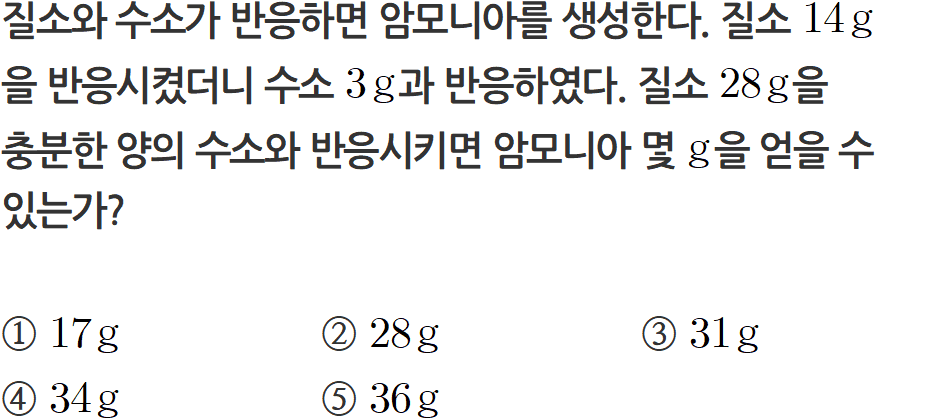 질소와 수소가 반응하면 암모니아를 생성한다. 질소 14 g
을 반응시켰더니 수소 3 g과 반응하였다. 질소 28 g을
충분한 양의 수소와 반응시키면 암모니아 몇 g을 얻을 수
있는가?
① 17 g ② 28 g ③ 31 g
④ 34 g ⑤ 36 g